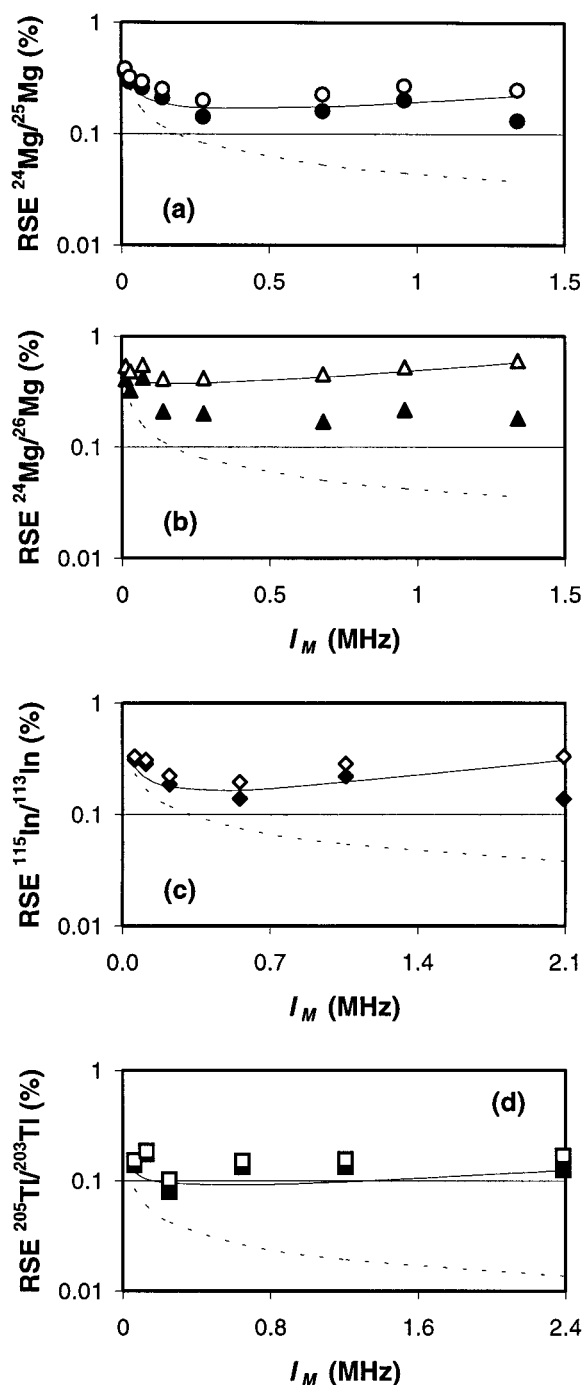 RSE ²⁴Mg/²⁵Mg (%)
1
0.1
0.01
(a)
0
0.5
1
1.5
RSE ²⁴Mg/²⁶Mg (%)
1
0.1
0.01
(b)
0
0.5
1
1.5
I_M (MHz)
RSE ¹¹⁵In/¹¹³In (%)
1
0.1
0.01
(c)
0.0
0.7
1.4
2.1
I_M (MHz)
RSE ²⁰⁵Tl/²⁰³Tl (%)
1
0.1
0.01
(d)
0
0.8
1.6
2.4
I_M (MHz)